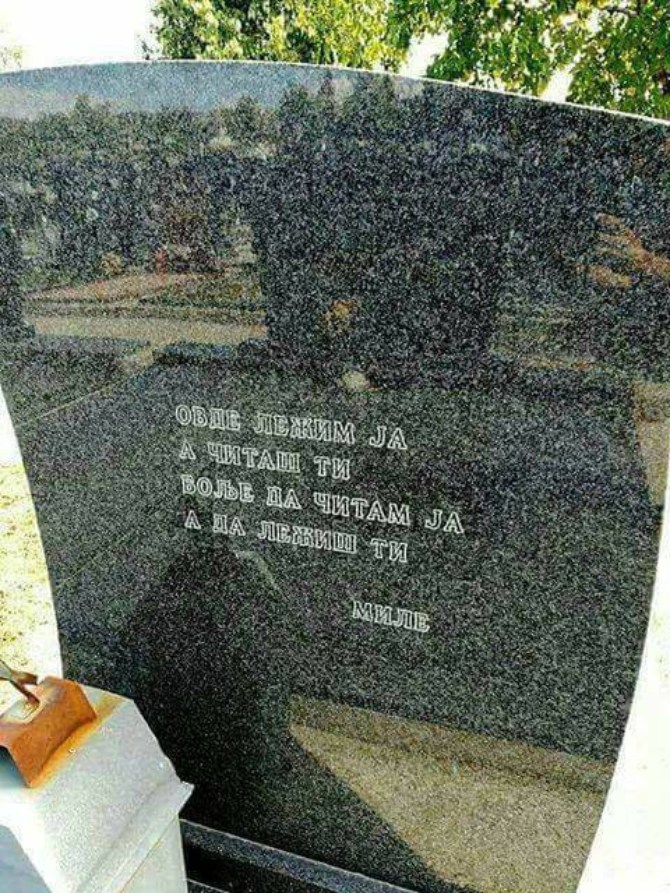 ОВДЕ ЛЕЖИМ ЈА
А ЧИТАШ ТИ
БОЉЕ ДА ЧИТАМ ЈА
А ДА ЛЕЖИШ ТИ
МИЛЕ